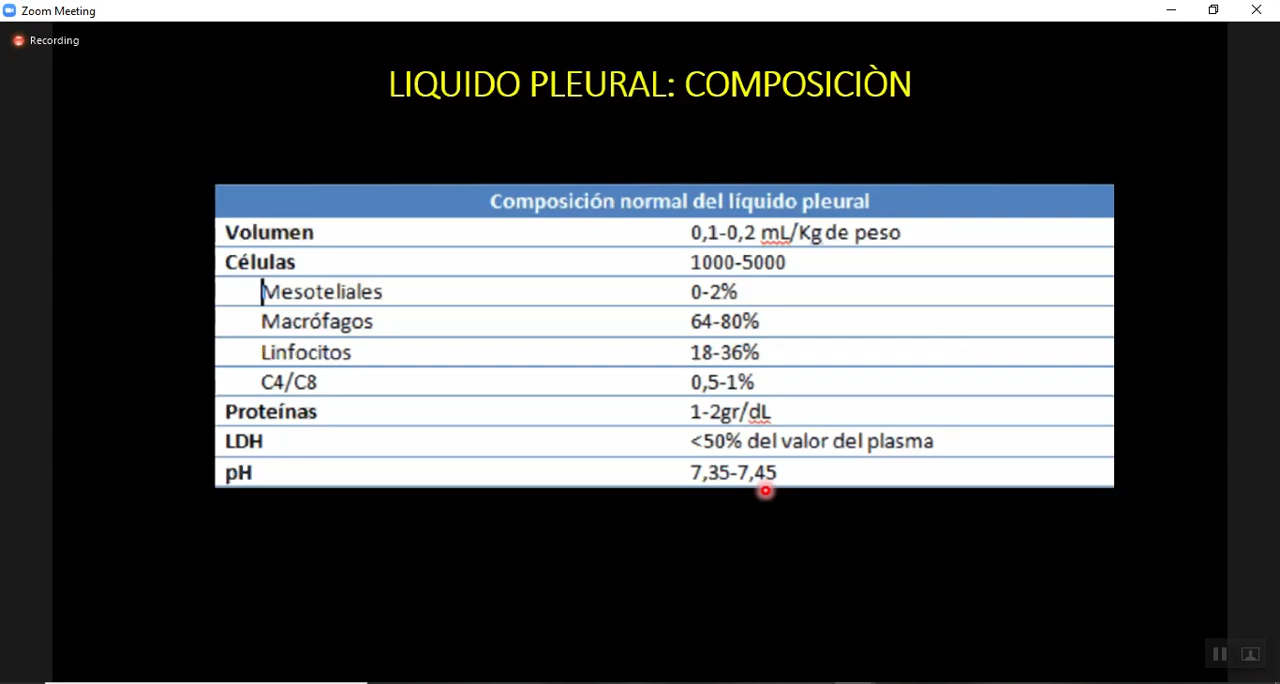 Zoom Meeting
Recording
LIQUIDO PLEURAL: COMPOSICIÒN
Composición normal del líquido pleural
Volumen 0,1-0,2 mL/Kg de peso
Células 1000-5000
Mesoteliales 0-2%
Macrófagos 64-80%
Linfocitos 18-36%
C4/C8 0,5-1%
Proteínas 1-2gr/dL
LDH <50% del valor del plasma
pH 7,35-7,45